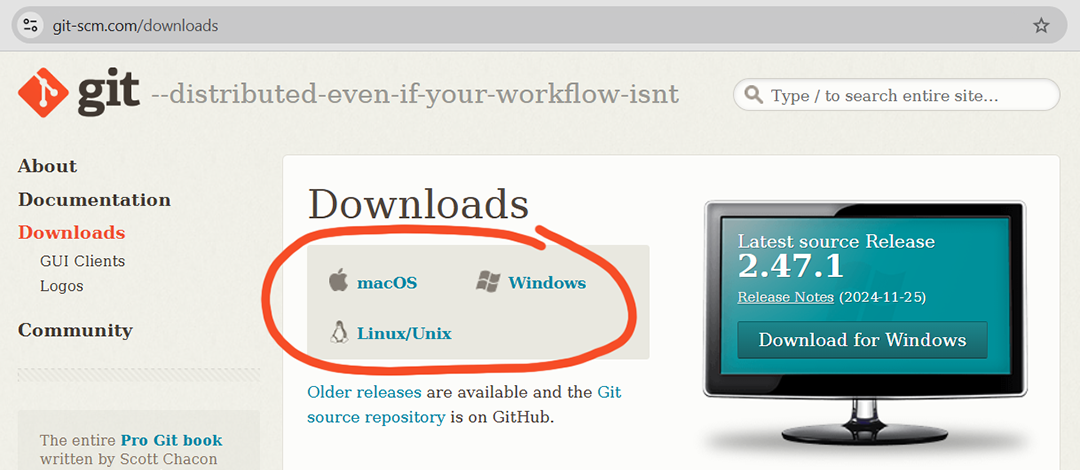 git-scm.com/downloads
git --distributed-even-if-your-workflow-isnt
Type / to search entire site...
About
Documentation
Downloads
GUI Clients
Logos
Community
The entire Pro Git book
written by Scott Chacon
Downloads
macOS
Windows
Linux/Unix
Older releases are available and the Git
source repository is on GitHub.
Latest source Release
2.47.1
Release Notes (2024-11-25)
Download for Windows